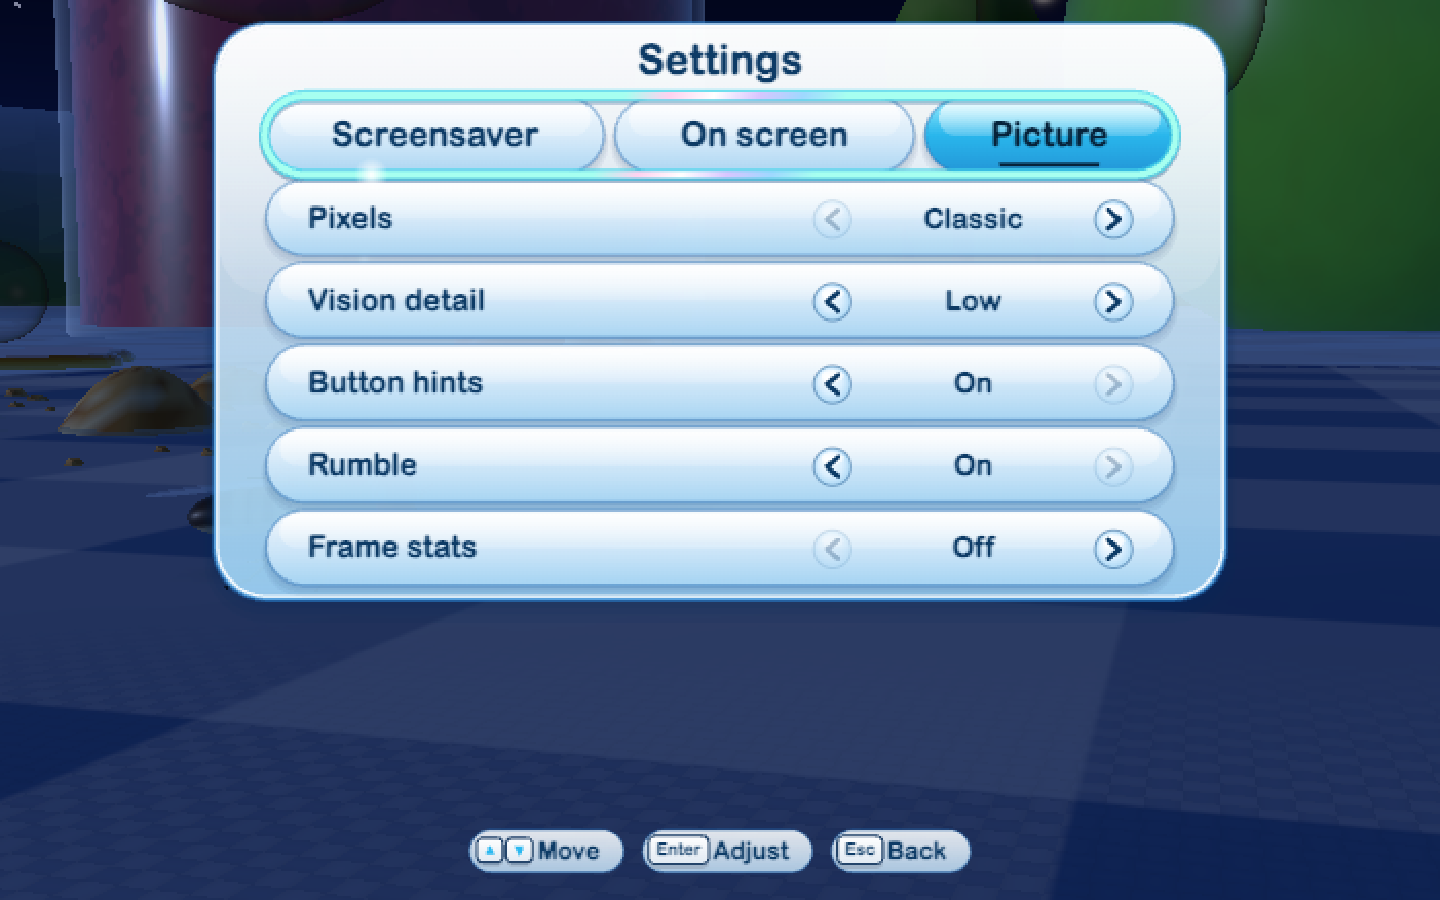 Settings
Screensaver On screen Picture
Pixels Classic
Vision detail Low
Button hints On
Rumble On
Frame stats Off
Move Enter Adjust Esc Back